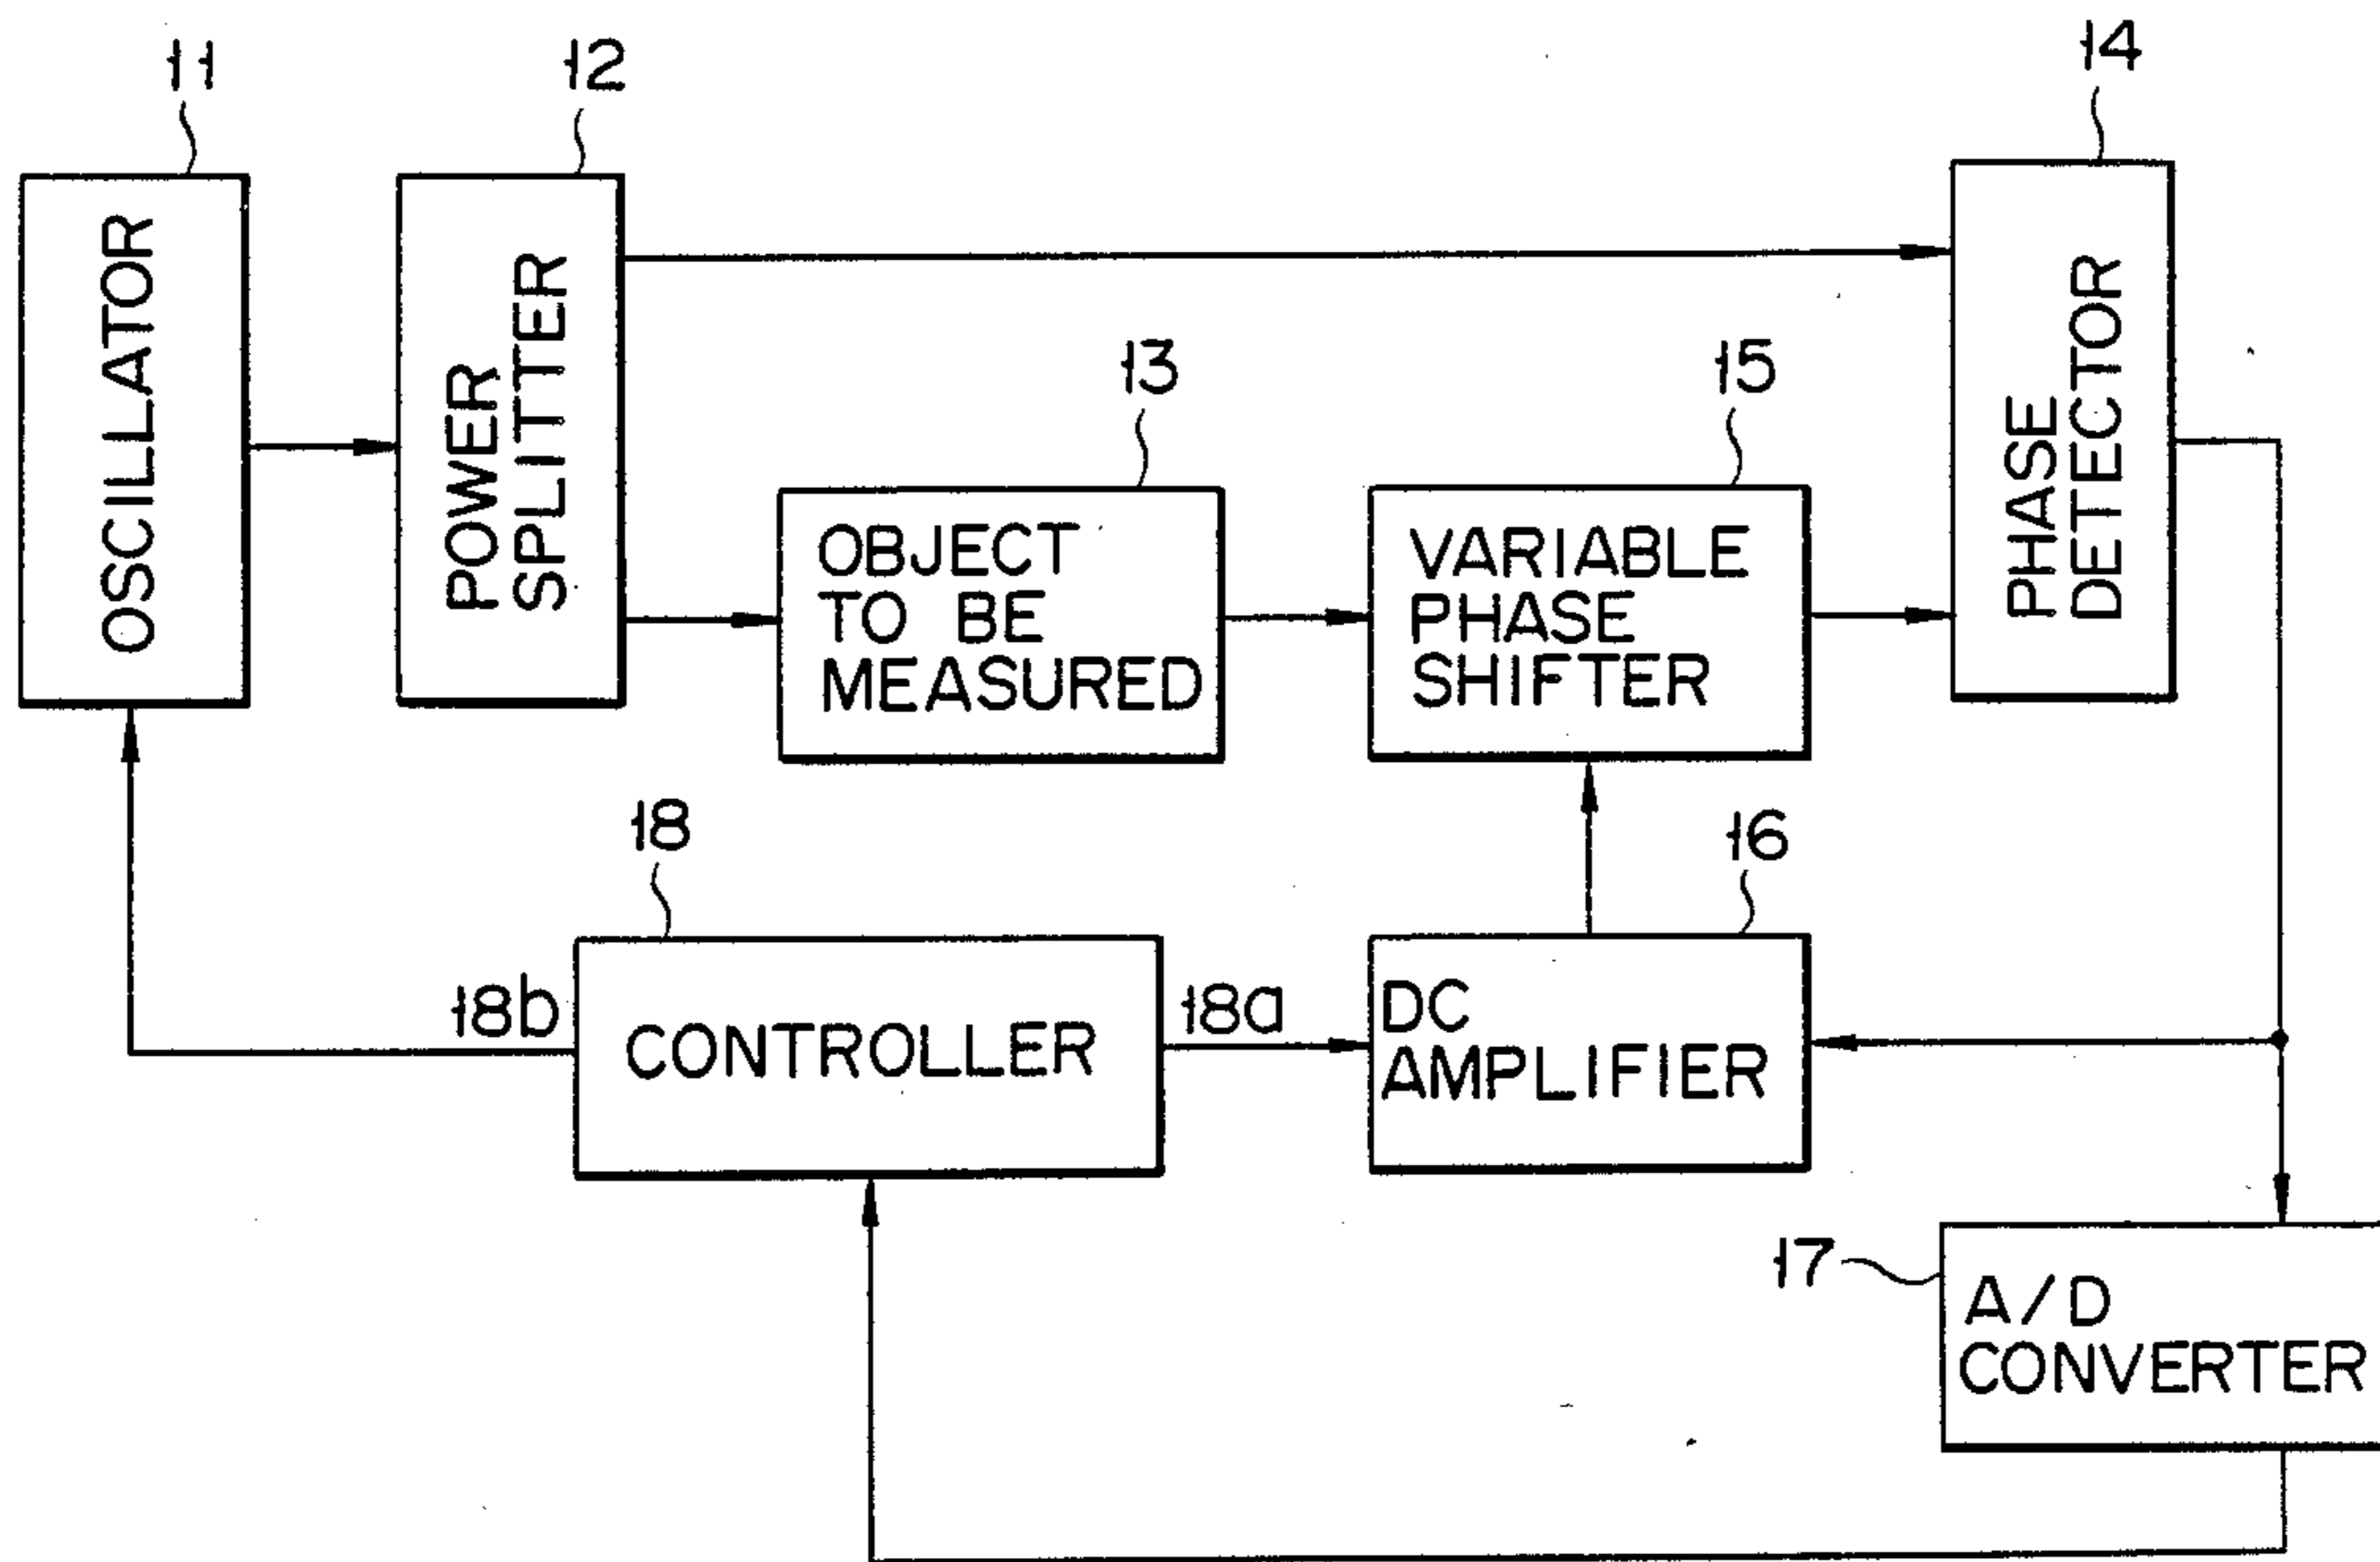 11
12
14
OSCILLATOR
POWER
SPLITTER
PHASE
DETECTOR
13
15
OBJECT
TO BE
MEASURED
VARIABLE
PHASE
SHIFTER
18
16
18b
CONTROLLER
18a
DC
AMPLIFIER
17
A/D
CONVERTER